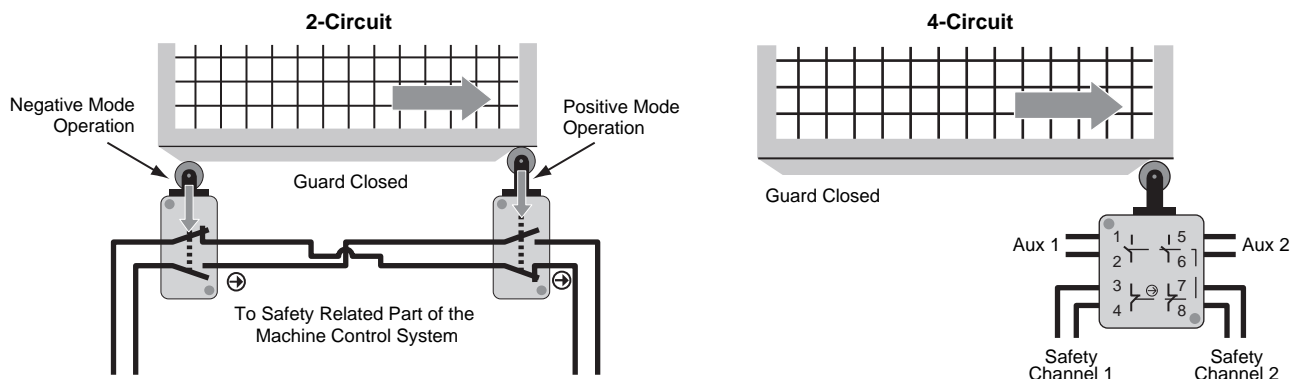 2-Circuit
Negative Mode
Operation
Positive Mode
Operation
Guard Closed
To Safety Related Part of the
Machine Control System
4-Circuit
Guard Closed
Aux 1
1
2
3
4
5
6
7
8
Aux 2
Safety
Channel 1
Safety
Channel 2